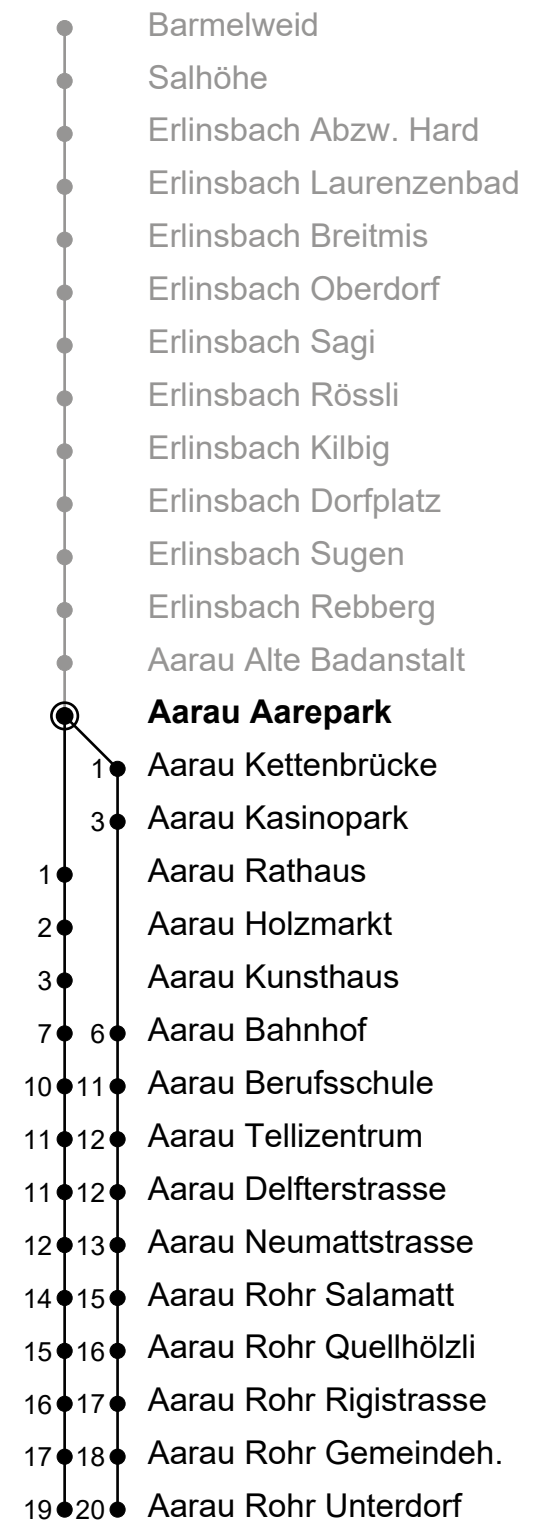 Barmelweid
Salhöhe
Erlinsbach Abzw. Hard
Erlinsbach Laurenzenbad
Erlinsbach Breitmis
Erlinsbach Oberdorf
Erlinsbach Sagi
Erlinsbach Rössli
Erlinsbach Kilbig
Erlinsbach Dorfplatz
Erlinsbach Sugen
Erlinsbach Rebberg
Aarau Alte Badanstalt
Aarau Aarepark
1 Aarau Kettenbrücke
3 Aarau Kasinopark
1 Aarau Rathaus
2 Aarau Holzmarkt
3 Aarau Kunsthaus
7 6 Aarau Bahnhof
10 11 Aarau Berufsschule
11 12 Aarau Tellizentrum
11 12 Aarau Delfterstrasse
12 13 Aarau Neumattstrasse
14 15 Aarau Rohr Salamatt
15 16 Aarau Rohr Quellhölzli
16 17 Aarau Rohr Rigistrasse
17 18 Aarau Rohr Gemeindeh.
19 20 Aarau Rohr Unterdorf